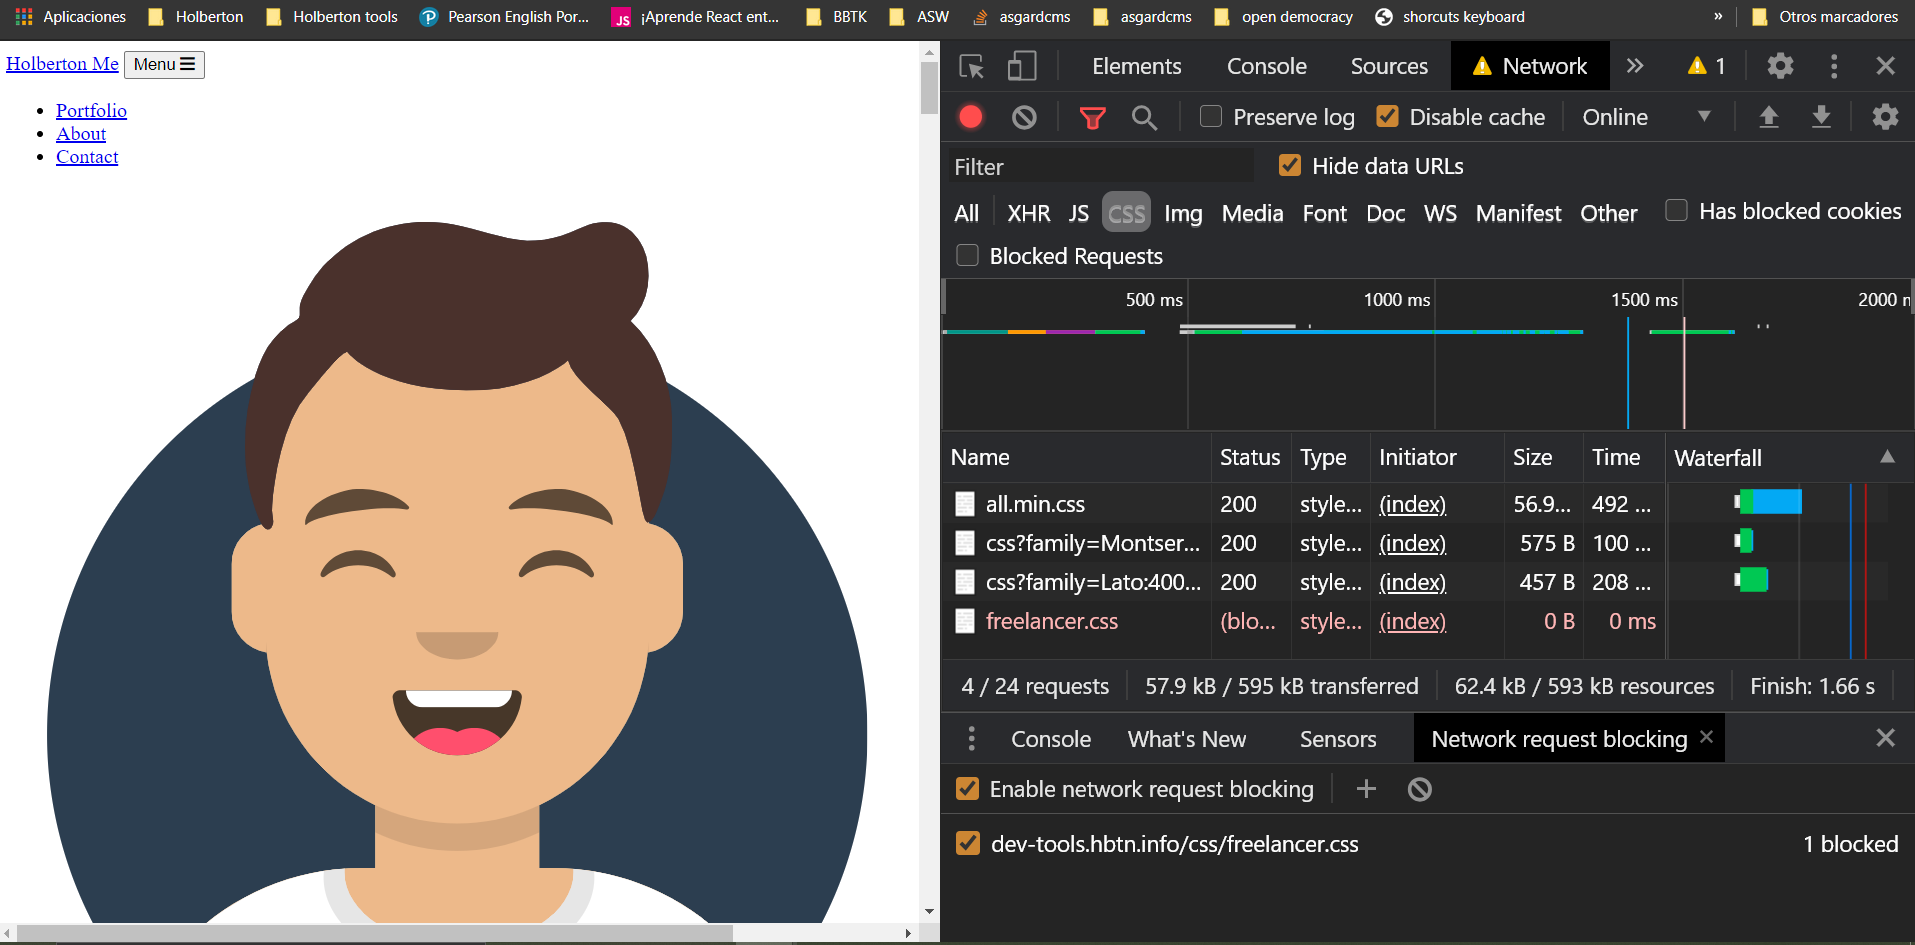 Aplicaciones Holberton Holberton tools Pearson English Por... ¡Aprende React ent... BBTK ASW asgardcms asgardcms open democracy shorcuts keyboard » Otros marcadores
Holberton Me Menu ☰
Portfolio
About
Contact
Elements Console Sources Network » 1
Preserve log Disable cache Online
Filter Hide data URLs
All XHR JS CSS Img Media Font Doc WS Manifest Other Has blocked cookies
Blocked Requests
500 ms 1000 ms 1500 ms 2000 n
Name Status Type Initiator Size Time Waterfall
all.min.css 200 style... (index) 56.9... 492 ...
css?family=Montser... 200 style... (index) 575 B 100 ...
css?family=Lato:400... 200 style... (index) 457 B 208 ...
freelancer.css (blo... style... (index) 0 B 0 ms
4 / 24 requests 57.9 kB / 595 kB transferred 62.4 kB / 593 kB resources Finish: 1.66 s
Console What's New Sensors Network request blocking
Enable network request blocking
dev-tools.hbtn.info/css/freelancer.css 1 blocked